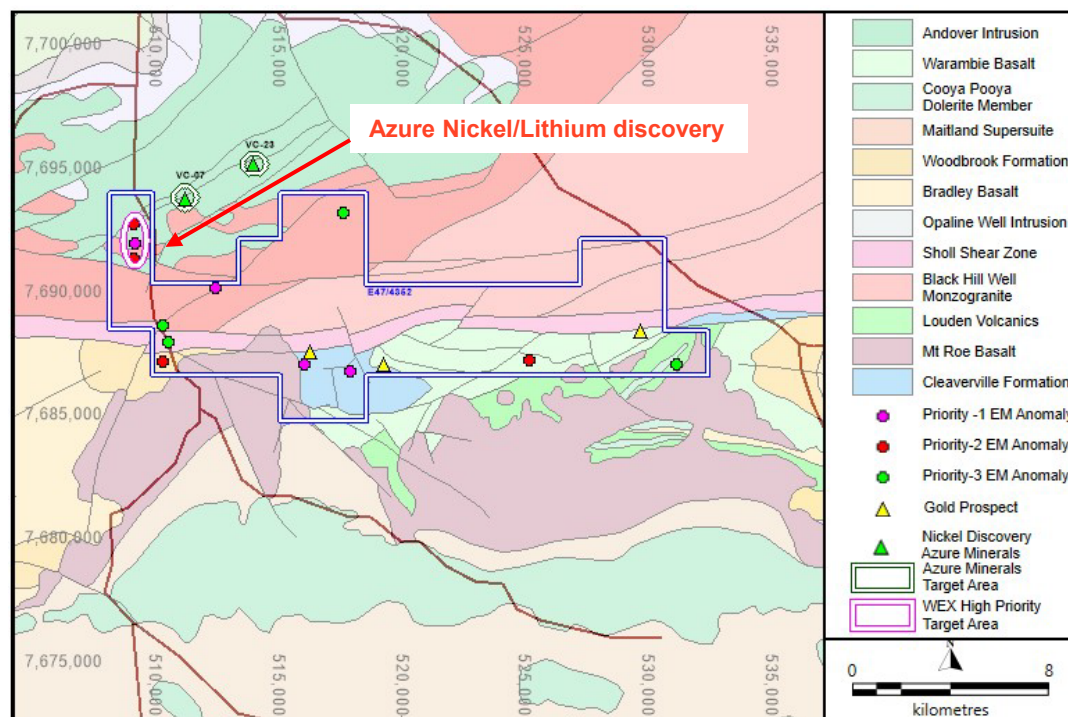 7,700,000
510,000
515,000
520,000
525,000
530,000
535,000
Azure Nickel/Lithium discovery
VC-23
7,695,000
VC-07
7,690,000
E47/4352
7,685,000
7,680,000
7,675,000
510,000
515,000
520,000
525,000
530,000
535,000
Andover Intrusion
Warambie Basalt
Cooya Pooya
Dolerite Member
Maitland Supersuite
Woodbrook Formation
Bradley Basalt
Opaline Well Intrusion
Sholl Shear Zone
Black Hill Well
Monzogranite
Louden Volcanics
Mt Roe Basalt
Cleaverville Formation
Priority -1 EM Anomaly
Priority-2 EM Anomaly
Priority-3 EM Anomaly
Gold Prospect
Nickel Discovery
Azure Minerals
Azure Minerals
Target Area
WEX High Priority
Target Area
N
0 8
kilometres